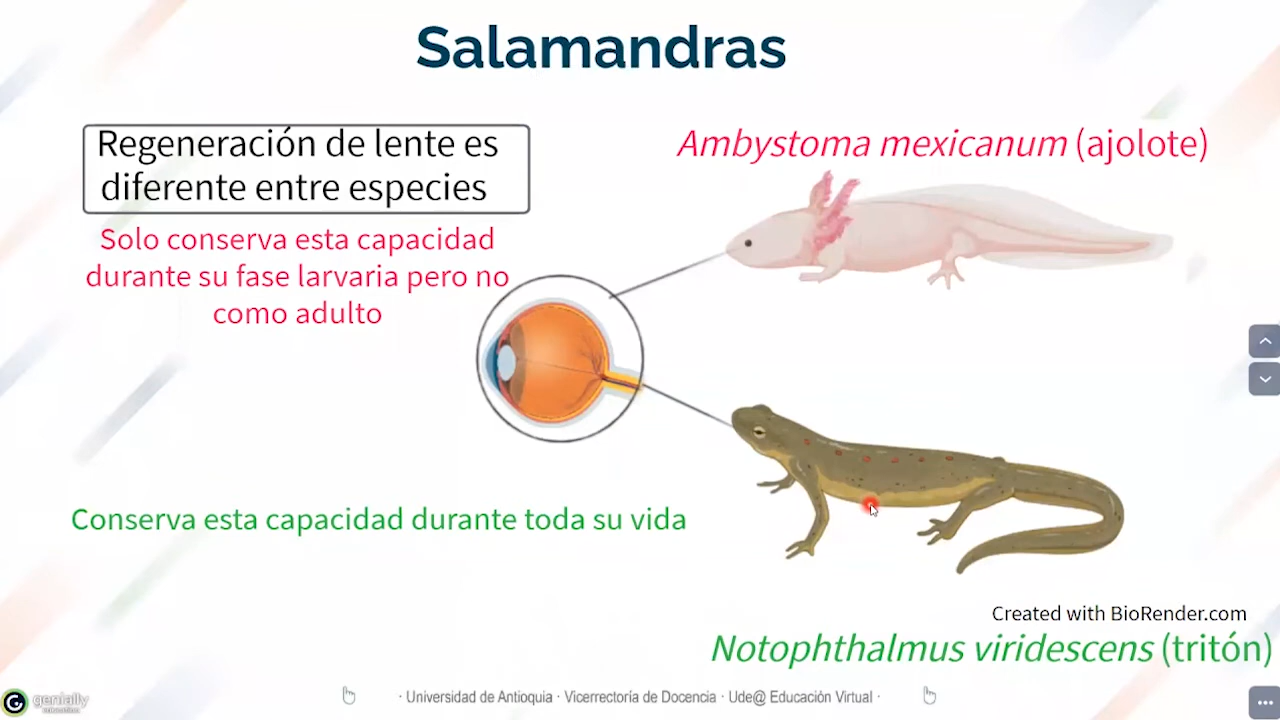 Salamandras
Regeneración de lente es
diferente entre especies
Solo conserva esta capacidad
durante su fase larvaria pero no
como adulto
Ambystoma mexicanum (ajolote)
Conserva esta capacidad durante toda su vida
Created with BioRender.com
Notophthalmus viridescens (tritón)
genially
· Universidad de Antioquia · Vicerrectoría de Docencia · Ude@ Educación Virtual ·